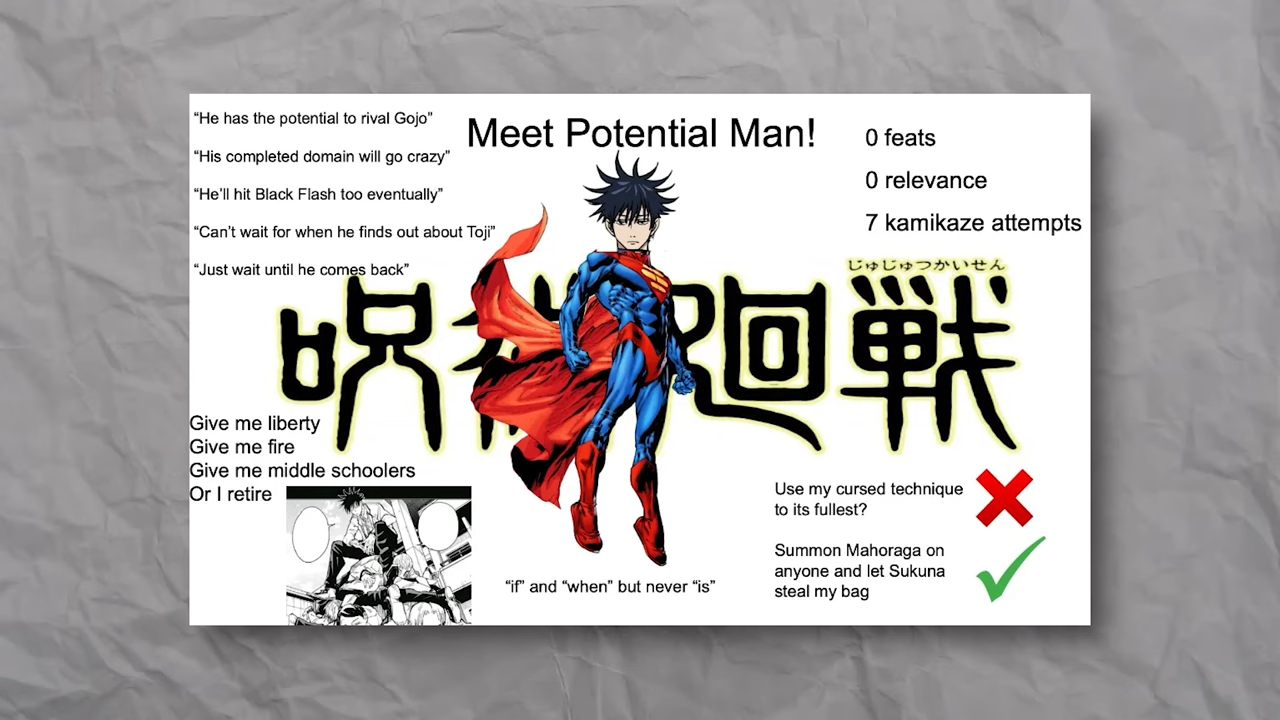 Meet Potential Man!
“He has the potential to rival Gojo”
“His completed domain will go crazy”
“He’ll hit Black Flash too eventually”
“Can’t wait for when he finds out about Toji”
“Just wait until he comes back”
0 feats
0 relevance
7 kamikaze attempts
じゅじゅつかいせん
呪術廻戦
Give me liberty
Give me fire
Give me middle schoolers
Or I retire
Use my cursed technique
to its fullest?
Summon Mahoraga on
anyone and let Sukuna
steal my bag
“if” and “when” but never “is”